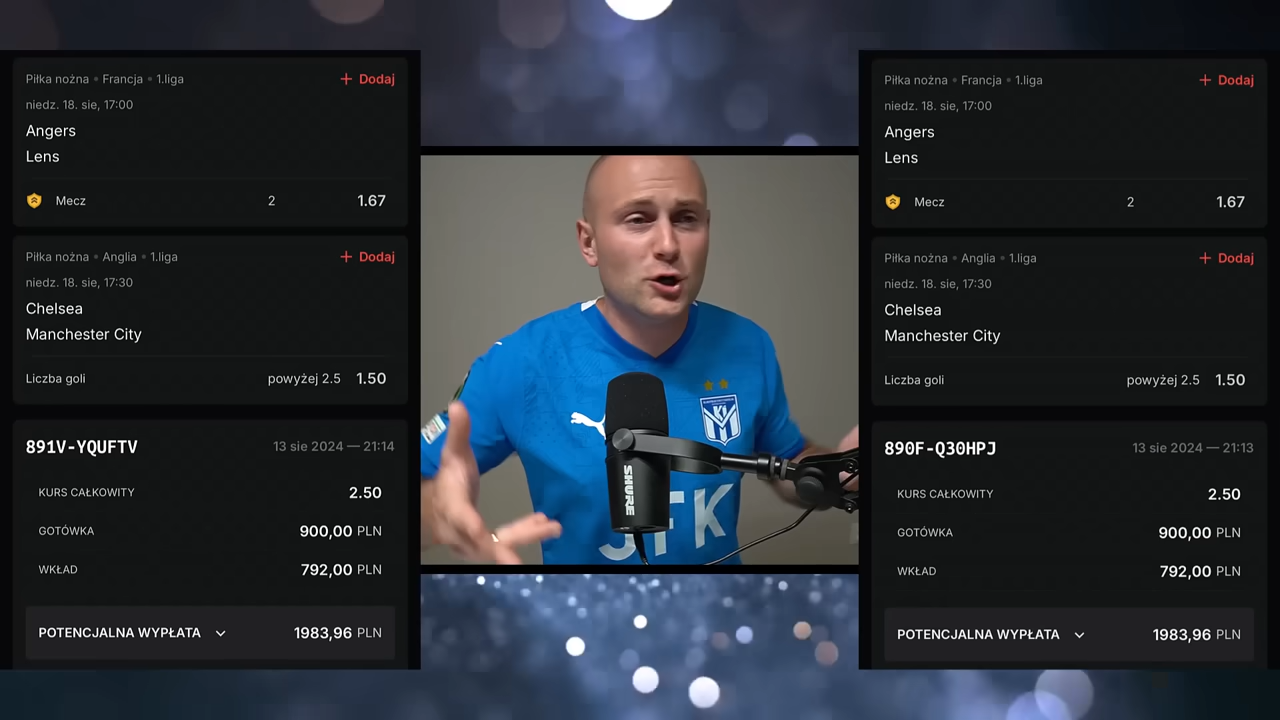 Piłka nożna • Francja • 1.liga
+ Dodaj
niedz. 18. sie, 17:00
Angers
Lens
Mecz 2 1.67
Piłka nożna • Anglia • 1.liga
+ Dodaj
niedz. 18. sie, 17:30
Chelsea
Manchester City
Liczba goli powyżej 2.5 1.50
891V-YQUFTV 13 sie 2024 — 21:14
KURS CAŁKOWITY 2.50
GOTÓWKA 900,00 PLN
WKŁAD 792,00 PLN
POTENCJALNA WYPŁATA 1983,96 PLN
SHURE
JFK
Piłka nożna • Francja • 1.liga
+ Dodaj
niedz. 18. sie, 17:00
Angers
Lens
Mecz 2 1.67
Piłka nożna • Anglia • 1.liga
+ Dodaj
niedz. 18. sie, 17:30
Chelsea
Manchester City
Liczba goli powyżej 2.5 1.50
890F-Q30HPJ 13 sie 2024 — 21:13
KURS CAŁKOWITY 2.50
GOTÓWKA 900,00 PLN
WKŁAD 792,00 PLN
POTENCJALNA WYPŁATA 1983,96 PLN